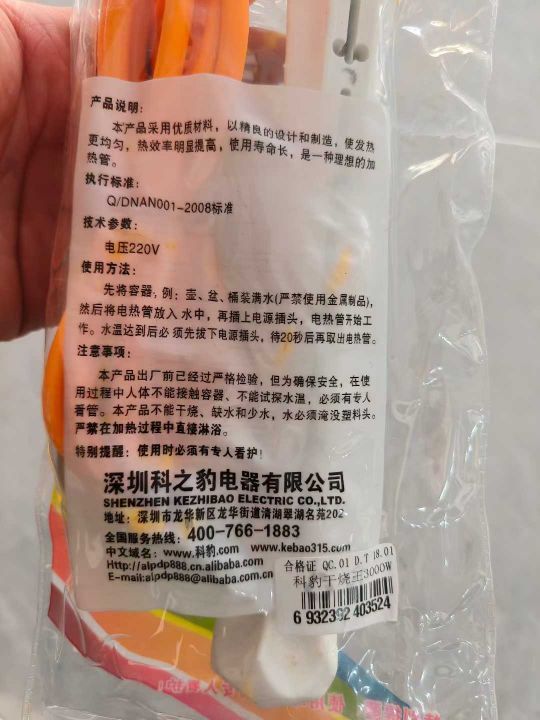 产品说明：
本产品采用优质材料，以精良的设计和制造，使发热
更均匀，热效率明显提高，使用寿命长，是一种理想的加
热管。
执行标准：
Q/DNAN001-2008标准
技术参数：
电压220V
使用方法：
先将容器；例：壶、盆、桶装满水(严禁使用金属制品)，
然后将电热管放入 水中，再插上电源插头，电热管开始工
作。水温达到后必 须先拔下电源插头，待20秒后再取出电热管。
注意事项：
本产品出厂前已经过严格检验，但为确保安全，在使
用过程中人体不能接触容器、不能试探水温，必须有专人
看管。本产品不能干烧、缺水和少水，水必须淹没塑料头。
严禁在加热过程中直接淋浴。
特别提醒：使用时必须有专人看护！
深圳科之豹电器有限公司
SHENZHEN KEZHIBAO ELECTRIC CO.,LTD.
地址：深圳市龙华新区龙华街道清湖翠湖名苑202
全国服务热线：400-766-1883
中文域名：www.科豹.com www.kebao315.com
Http://alpdp888.cn.alibaba.com
E-mail:alpdp888@alibaba.com.cn
合格证 QC.01 D.T 18.01
科豹干烧王3000W
6 932392 403524